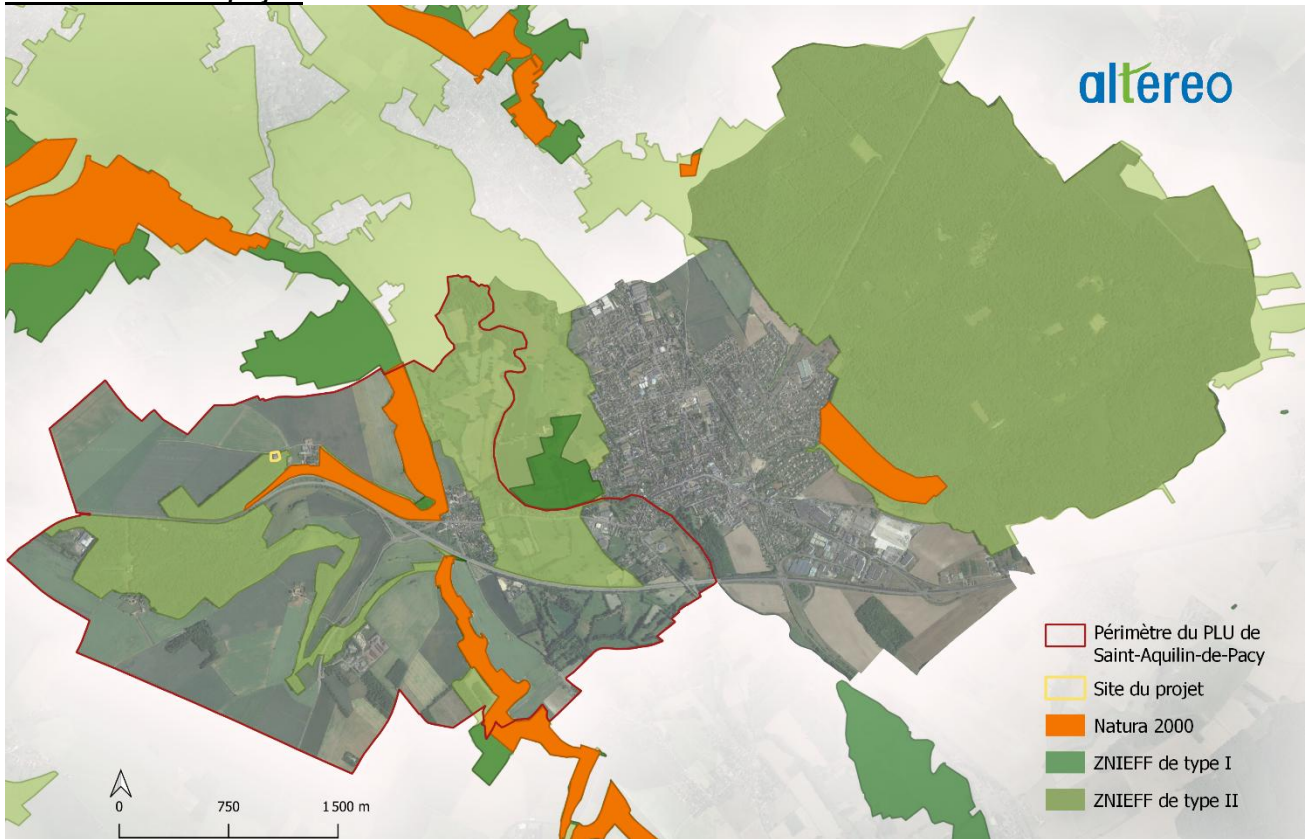 altereo
Périmètre du PLU de
Saint-Aquilin-de-Pacy
Site du projet
Natura 2000
ZNIEFF de type I
ZNIEFF de type II
0 750 1 500 m